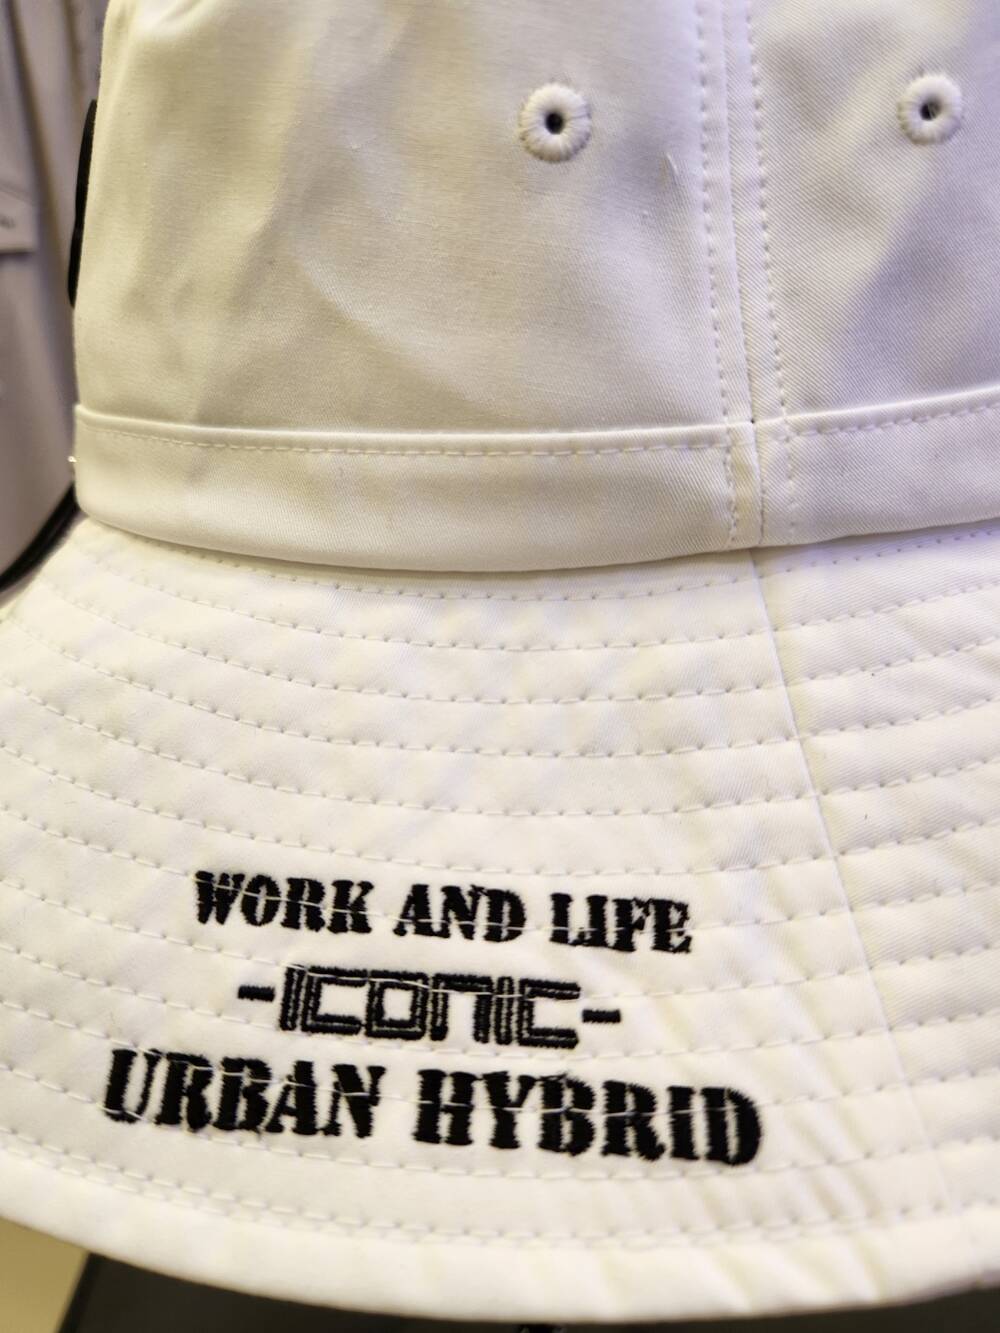 WORK AND LIFE
-ICONIC-
URBAN HYBRID